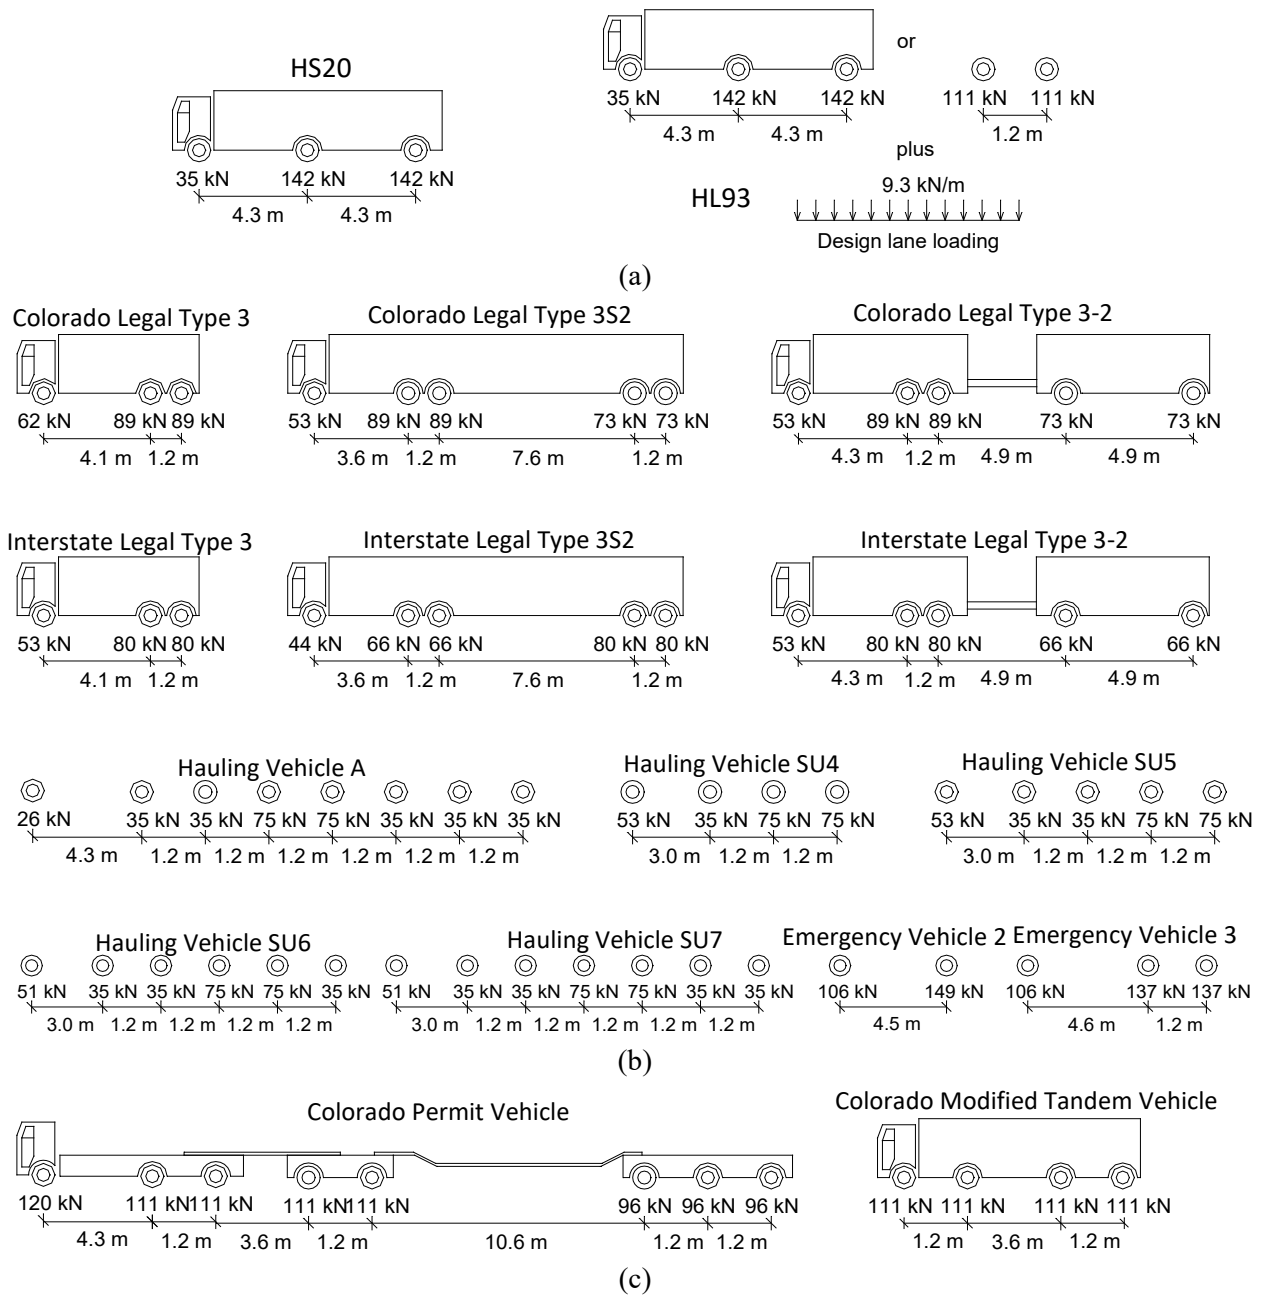 HS20
35 kN 142 kN 142 kN
4.3 m 4.3 m
or
35 kN 142 kN 142 kN 111 kN 111 kN
4.3 m 4.3 m 1.2 m
plus
9.3 kN/m
HL93
Design lane loading
(a)
Colorado Legal Type 3 Colorado Legal Type 3S2 Colorado Legal Type 3-2
62 kN 89 kN 89 kN 53 kN 89 kN 89 kN 73 kN 73 kN 53 kN 89 kN 89 kN 73 kN 73 kN
4.1 m 1.2 m 3.6 m 1.2 m 7.6 m 1.2 m 4.3 m 1.2 m 4.9 m 4.9 m
Interstate Legal Type 3 Interstate Legal Type 3S2 Interstate Legal Type 3-2
53 kN 80 kN 80 kN 44 kN 66 kN 66 kN 80 kN 80 kN 53 kN 80 kN 80 kN 66 kN 66 kN
4.1 m 1.2 m 3.6 m 1.2 m 7.6 m 1.2 m 4.3 m 1.2 m 4.9 m 4.9 m
Hauling Vehicle A Hauling Vehicle SU4 Hauling Vehicle SU5
26 kN 35 kN 35 kN 75 kN 75 kN 35 kN 35 kN 35 kN 53 kN 35 kN 75 kN 75 kN 53 kN 35 kN 35 kN 75 kN 75 kN
4.3 m 1.2 m 1.2 m 1.2 m 1.2 m 1.2 m 1.2 m 3.0 m 1.2 m 1.2 m 3.0 m 1.2 m 1.2 m 1.2 m
Hauling Vehicle SU6 Hauling Vehicle SU7 Emergency Vehicle 2 Emergency Vehicle 3
51 kN 35 kN 35 kN 75 kN 75 kN 35 kN 51 kN 35 kN 35 kN 75 kN 75 kN 35 kN 35 kN 106 kN 149 kN 106 kN 137 kN 137 kN
3.0 m 1.2 m 1.2 m 1.2 m 1.2 m 3.0 m 1.2 m 1.2 m 1.2 m 1.2 m 1.2 m 4.5 m 4.6 m 1.2 m
(b)
Colorado Permit Vehicle Colorado Modified Tandem Vehicle
120 kN 111 kN 111 kN 111 kN 111 kN 96 kN 96 kN 96 kN 111 kN 111 kN 111 kN 111 kN
4.3 m 1.2 m 3.6 m 1.2 m 10.6 m 1.2 m 1.2 m 1.2 m 3.6 m 1.2 m
(c)